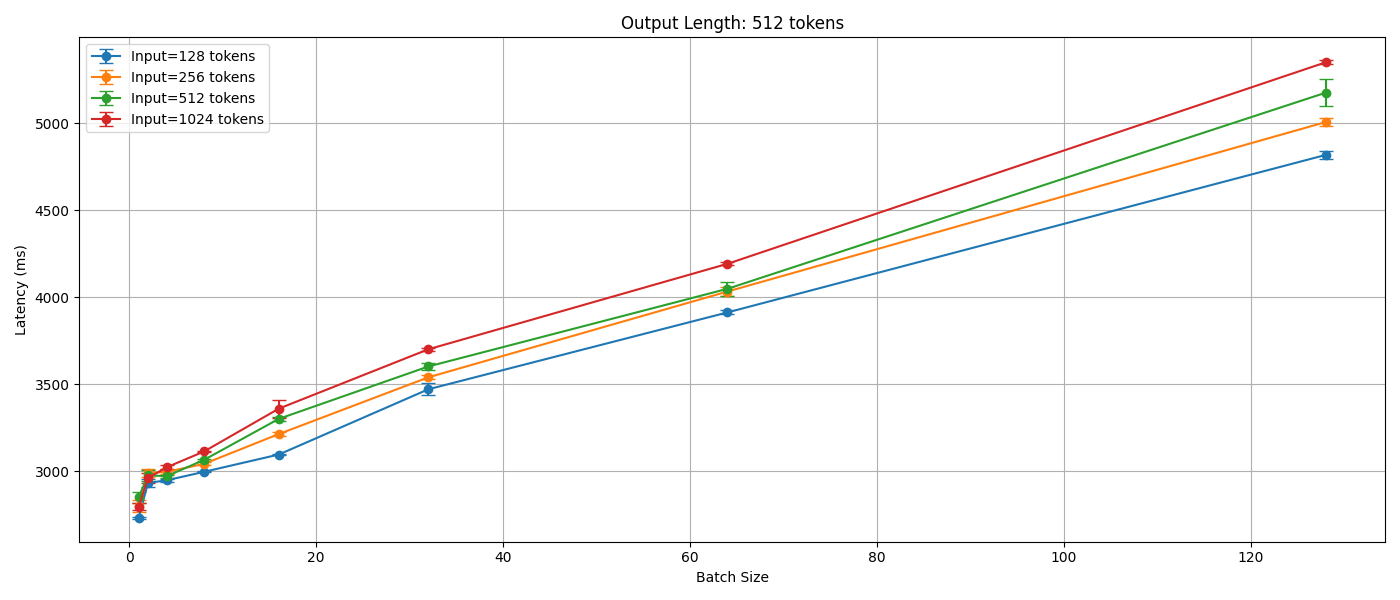 Output Length: 512 tokens
Input=128 tokens
Input=256 tokens
Input=512 tokens
Input=1024 tokens
Latency (ms)
5000
4500
4000
3500
3000
0 20 40 60 80 100 120
Batch Size